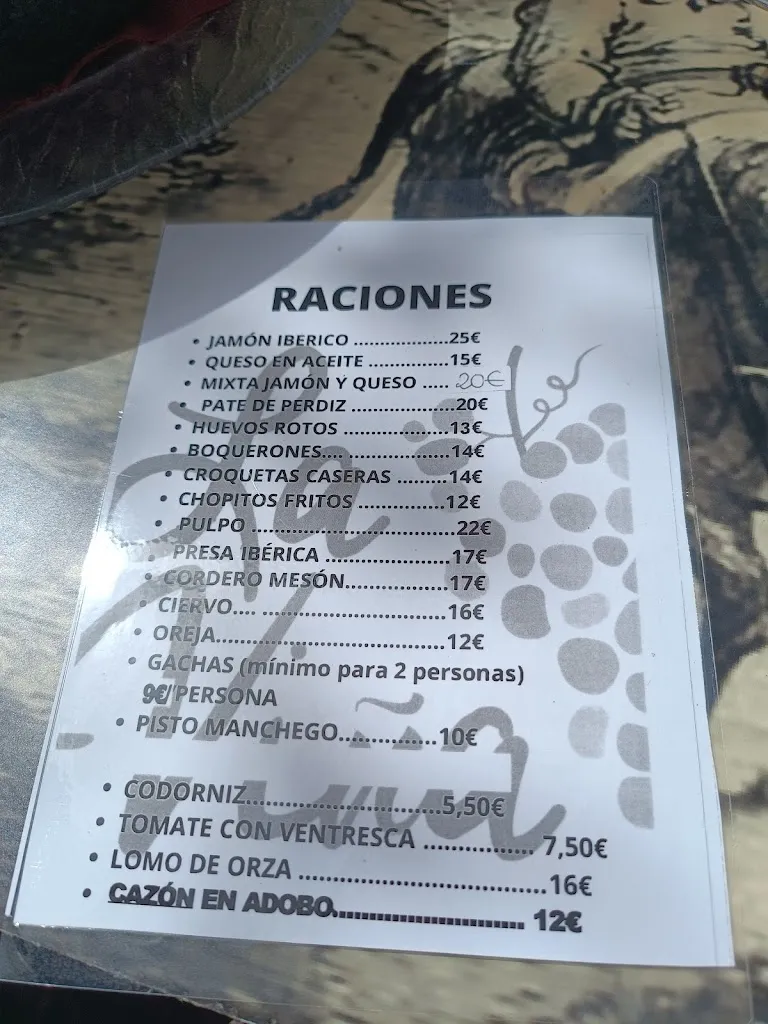 RACIONES
• JAMÓN IBERICO ...................25€
• QUESO EN ACEITE ................15€
• MIXTA JAMÓN Y QUESO ..... 20€
• PATE DE PERDIZ .....................20€
• HUEVOS ROTOS .....................13€
• BOQUERONES.........................14€
• CROQUETAS CASERAS .........14€
• CHOPITOS FRITOS ................12€
• PULPO ......................................22€
• PRESA IBÉRICA .......................17€
• CORDERO MESÓN...................17€
• CIERVO.... ................................16€
• OREJA.......................................12€
• GACHAS (mínimo para 2 personas)
9€/PERSONA
• PISTO MANCHEGO...............10€
• CODORNIZ..............................5,50€
• TOMATE CON VENTRESCA ................ 7,50€
• LOMO DE ORZA .....................................16€
• CAZÓN EN ADOBO............................... 12€
La Viña